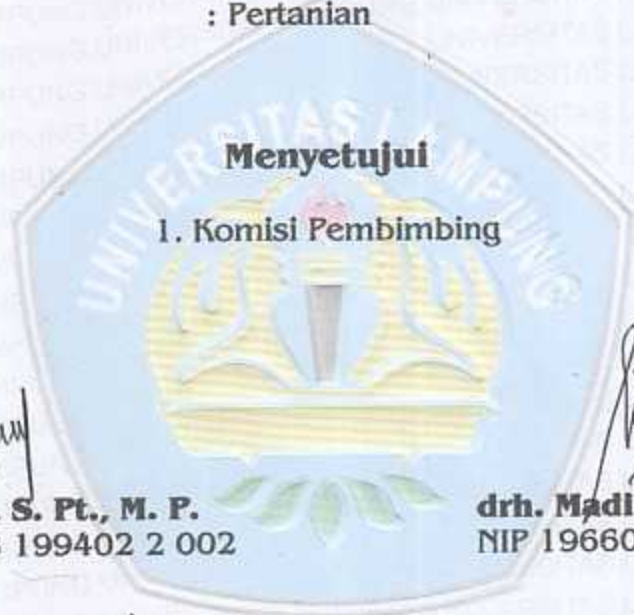 : Pertanian
UNIVERSITAS LAMPUNG
Menyetujui
1. Komisi Pembimbing
S. Pt., M. P.
199402 2 002
drh. Madi
NIP 19660